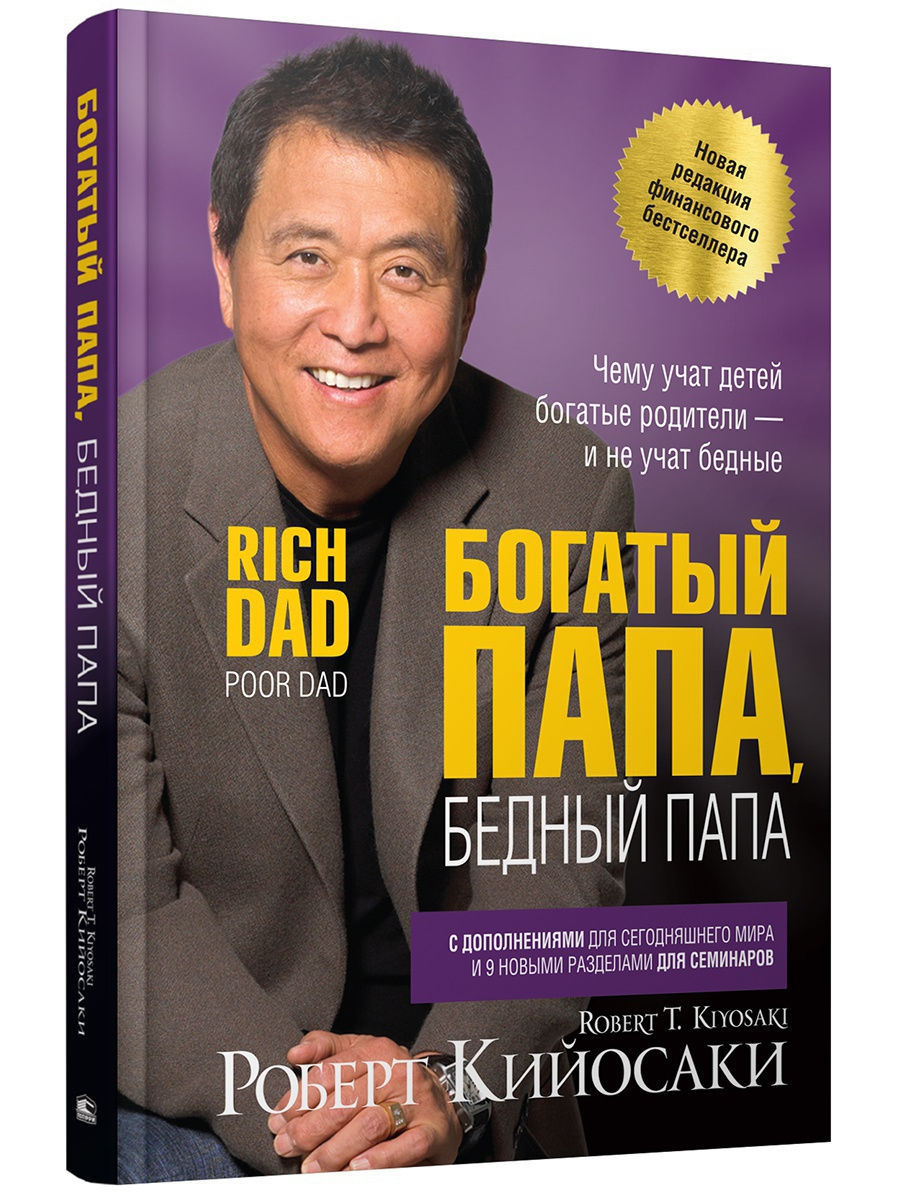 БОГАТЫЙ ПАПА, БЕДНЫЙ ПАПА
ROBERT T. KIYOSAKI
РОБЕРТ КИЙОСАКИ
Новая
редакция
финансового
бестселлера
Чему учат детей
богатые родители —
и не учат бедные
RICH
DAD
POOR DAD
БОГАТЫЙ
ПАПА,
БЕДНЫЙ ПАПА
С ДОПОЛНЕНИЯМИ ДЛЯ СЕГОДНЯШНЕГО МИРА
И 9 НОВЫМИ РАЗДЕЛАМИ ДЛЯ СЕМИНАРОВ
ROBERT T. KIYOSAKI
РОБЕРТ КИЙОСАКИ